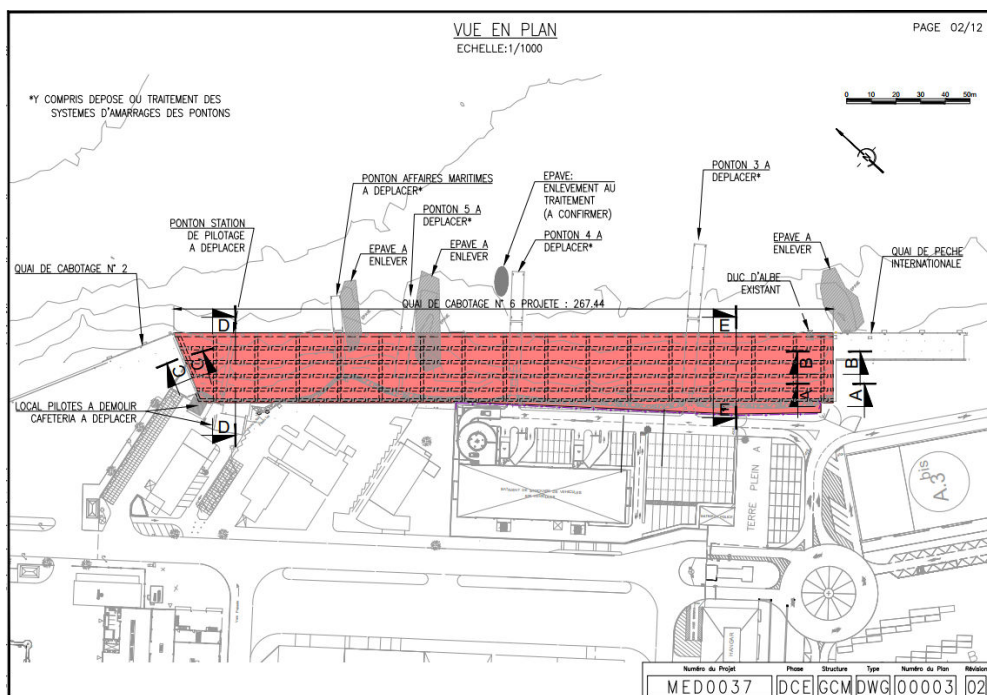 VUE EN PLAN
ECHELLE:1/1000
PAGE 02/12
*Y COMPRIS DEPOSE OU TRAITEMENT DES
SYSTEMES D'AMARRAGES DES PONTONS
0 10 20 30 40 50m
PONTON AFFAIRES MARITIMES
A DEPLACER*
EPAVE:
ENLEVEMENT AU
TRAITEMENT
(A CONFIRMER)
PONTON 3 A
DEPLACER*
PONTON STATION
DE PILOTAGE
A DEPLACER
PONTON 5 A
DEPLACER*
EPAVE A
ENLEVER
EPAVE A
ENLEVER
PONTON 4 A
DEPLACER*
EPAVE A
ENLEVER
QUAI DE PECHE
INTERNATIONALE
QUAI DE CABOTAGE N° 2
DUC D'ALBE
EXISTANT
QUAI DE CABOTAGE N° 6 PROJETE : 267.44
D
E
C
C
B
B
A
A
LOCAL PILOTES A DEMOLIR
CAFETERIA A DEPLACER
D
TERRE PLEIN A
A.3 bis
HANGAR
Numéro du Projet
Phase
Structure
Type
Numéro du Plan
Révision
MED0037
DCE
GCM
DWG
00003
02